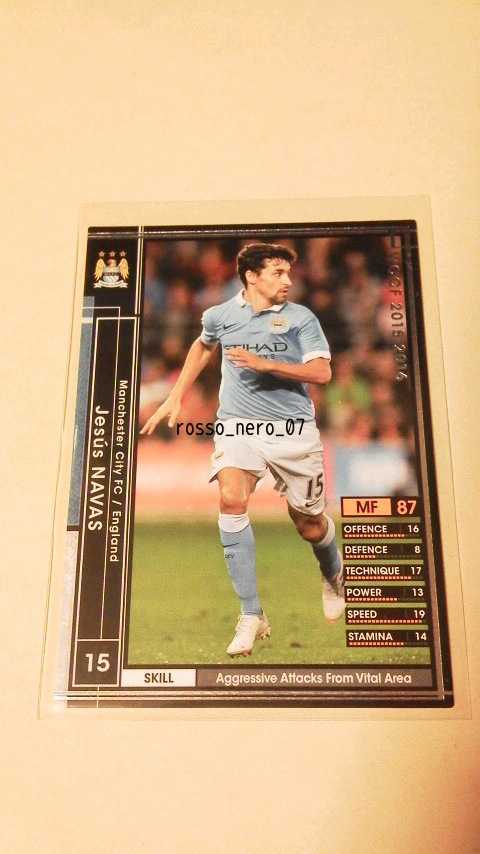 WCCF 2015-2016
Manchester City FC / England
Jesús NAVAS
ETIHAD
rosso_nero_07
15
MF 87
OFFENCE 16
DEFENCE 8
TECHNIQUE 17
POWER 13
SPEED 19
STAMINA 14
15
SKILL Aggressive Attacks From Vital Area